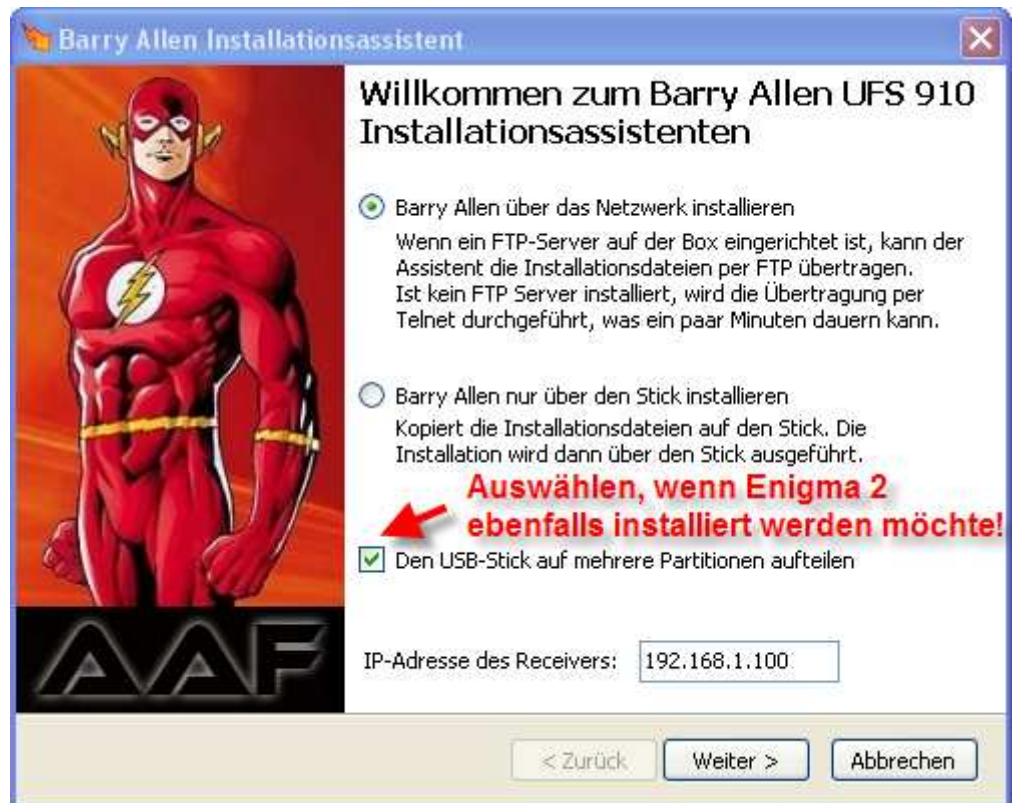 Barry Allen Installationsassistent
Willkommen zum Barry Allen UFS 910
Installationsassistenten
Barry Allen über das Netzwerk installieren
Wenn ein FTP-Server auf der Box eingerichtet ist, kann der
Assistent die Installationsdateien per FTP übertragen.
Ist kein FTP Server installiert, wird die Übertragung per
Telnet durchgeführt, was ein paar Minuten dauern kann.
Barry Allen nur über den Stick installieren
Kopiert die Installationsdateien auf den Stick. Die
Installation wird dann über den Stick ausgeführt.
Auswählen, wenn Enigma 2
ebenfalls installiert werden möchte!
Den USB-Stick auf mehrere Partitionen aufteilen
AAF
IP-Adresse des Receivers: 192.168.1.100
< Zurück Weiter > Abbrechen